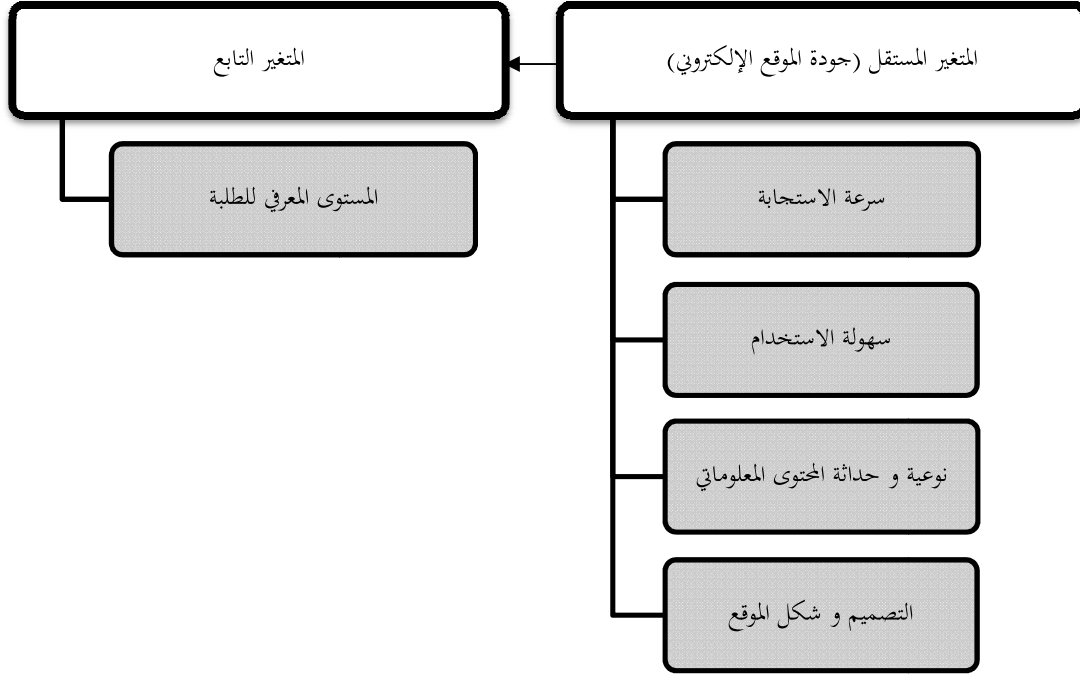 المتغير المستقل (جودة الموقع الإلكتروني)
المتغير التابع
سرعة الاستجابة
المستوى المعرفي للطلبة
سهولة الاستخدام
نوعية و حداثة المحتوى المعلوماتي
التصميم و شكل الموقع